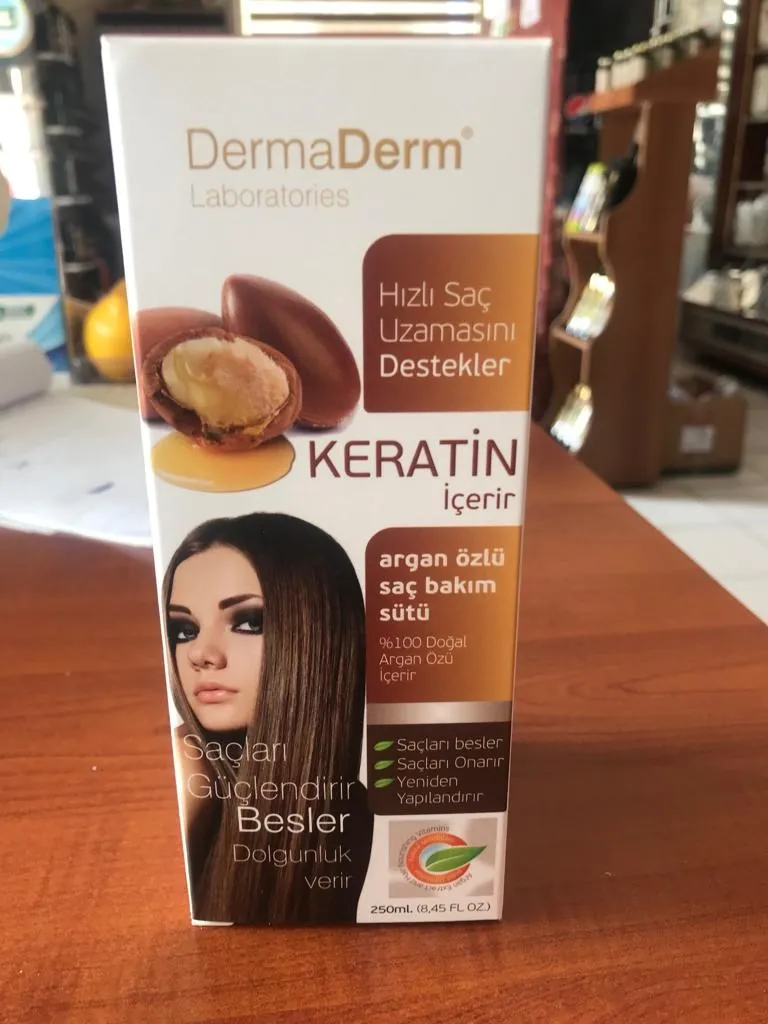 DermaDerm®
Laboratories
Hızlı Saç
Uzamasını
Destekler
KERATİN
İçerir
argan özlü
saç bakım
sütü
%100 Doğal
Argan Özü
İçerir
Saçları besler
Saçları Onarır
Yeniden
Yapılandırır
Saçları
Güçlendirir
Besler
Dolgunluk
verir
250ml. (8,45 FL OZ.)